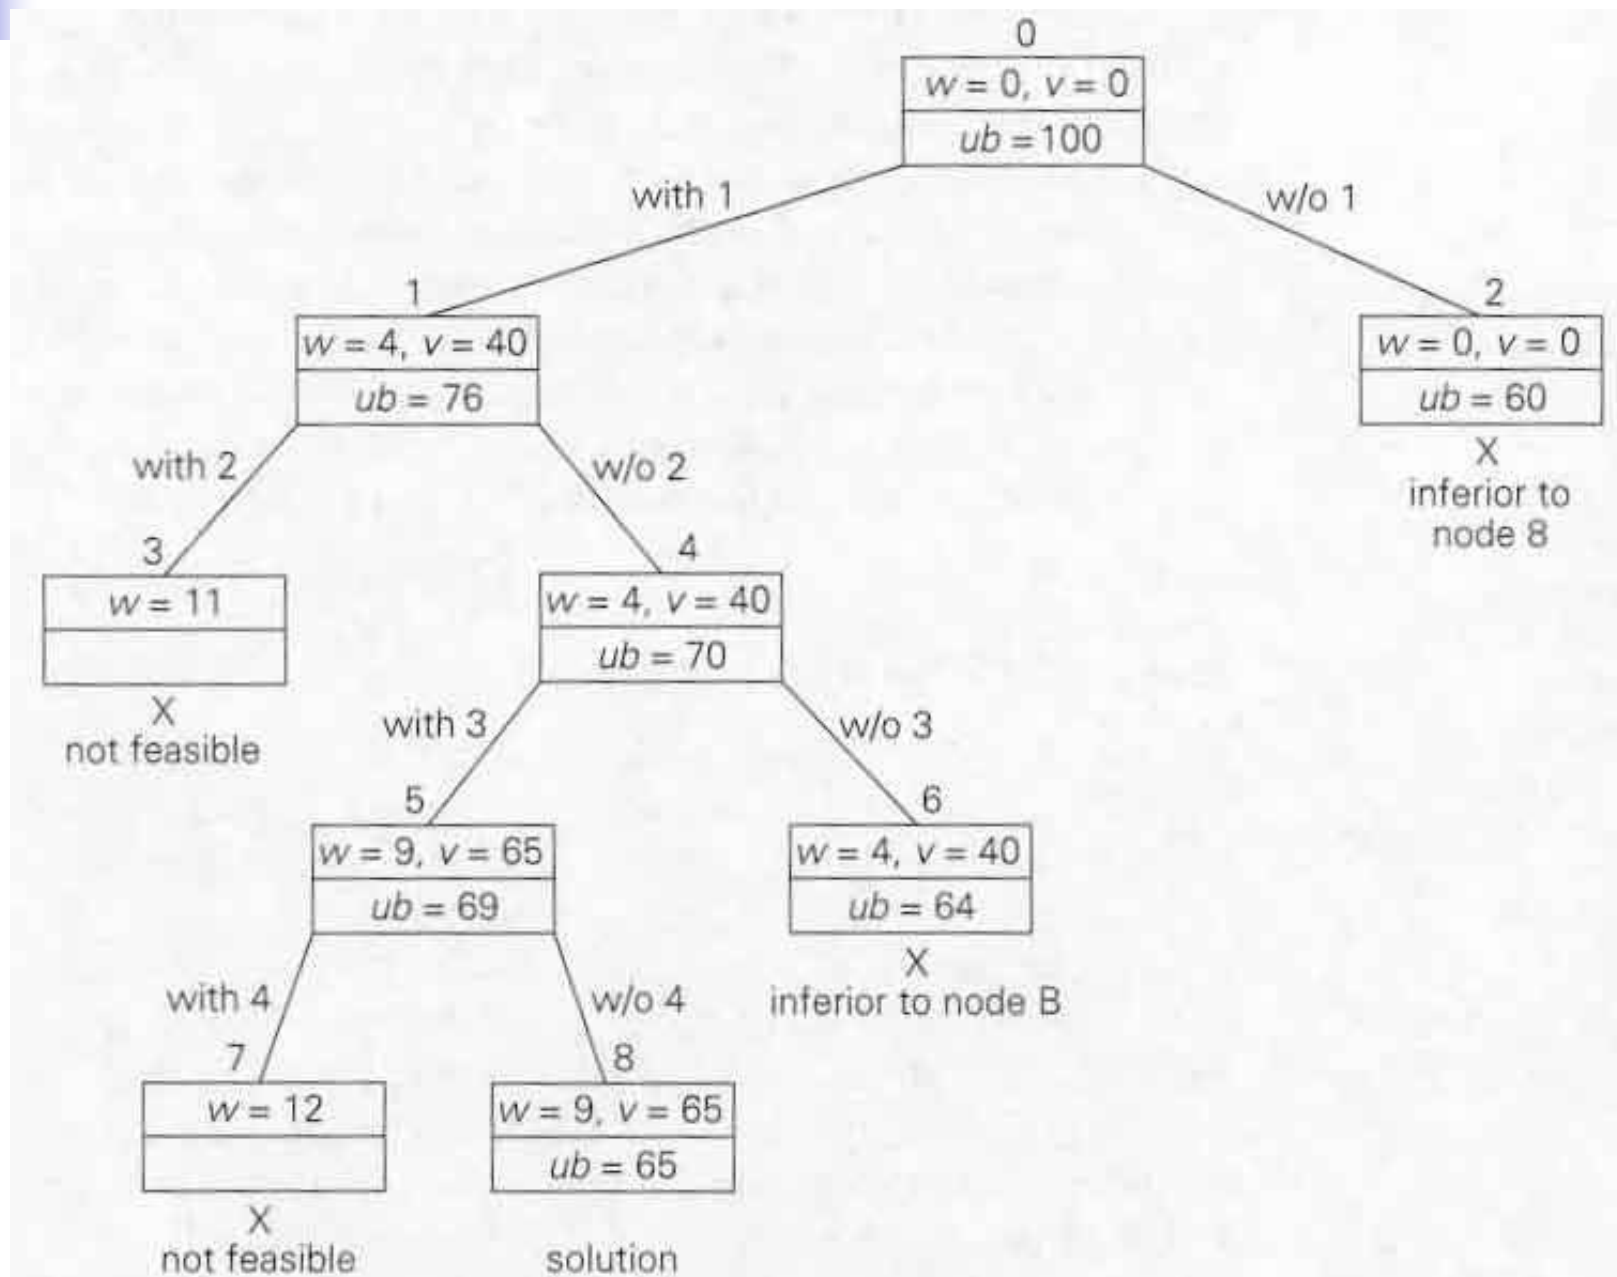 0
w = 0, v = 0
ub = 100
with 1
w/o 1
1
w = 4, v = 40
ub = 76
2
w = 0, v = 0
ub = 60
X
inferior to
node 8
with 2
w/o 2
3
w = 11
X
not feasible
4
w = 4, v = 40
ub = 70
with 3
w/o 3
5
w = 9, v = 65
ub = 69
6
w = 4, v = 40
ub = 64
X
inferior to node B
with 4
w/o 4
7
w = 12
X
not feasible
8
w = 9, v = 65
ub = 65
solution